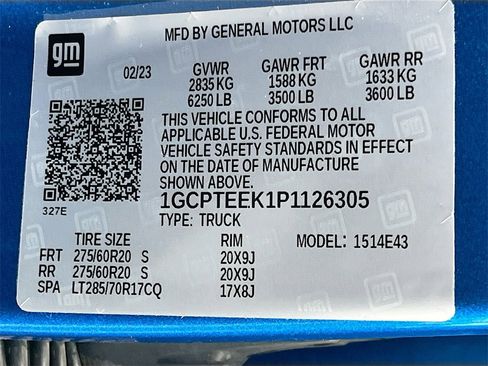 gm
MFD BY GENERAL MOTORS LLC
02/23 GVWR GAWR FRT GAWR RR
2835 KG 1588 KG 1633 KG
6250 LB 3500 LB 3600 LB
THIS VEHICLE CONFORMS TO ALL
APPLICABLE U.S. FEDERAL MOTOR
VEHICLE SAFETY STANDARDS IN EFFECT
ON THE DATE OF MANUFACTURE
SHOWN ABOVE.
327E 1GCPTEEK1P1126305
TYPE: TRUCK
TIRE SIZE RIM MODEL: 1514E43
FRT 275/60R20 S 20X9J
RR 275/60R20 S 20X9J
SPA LT285/70R17CQ 17X8J